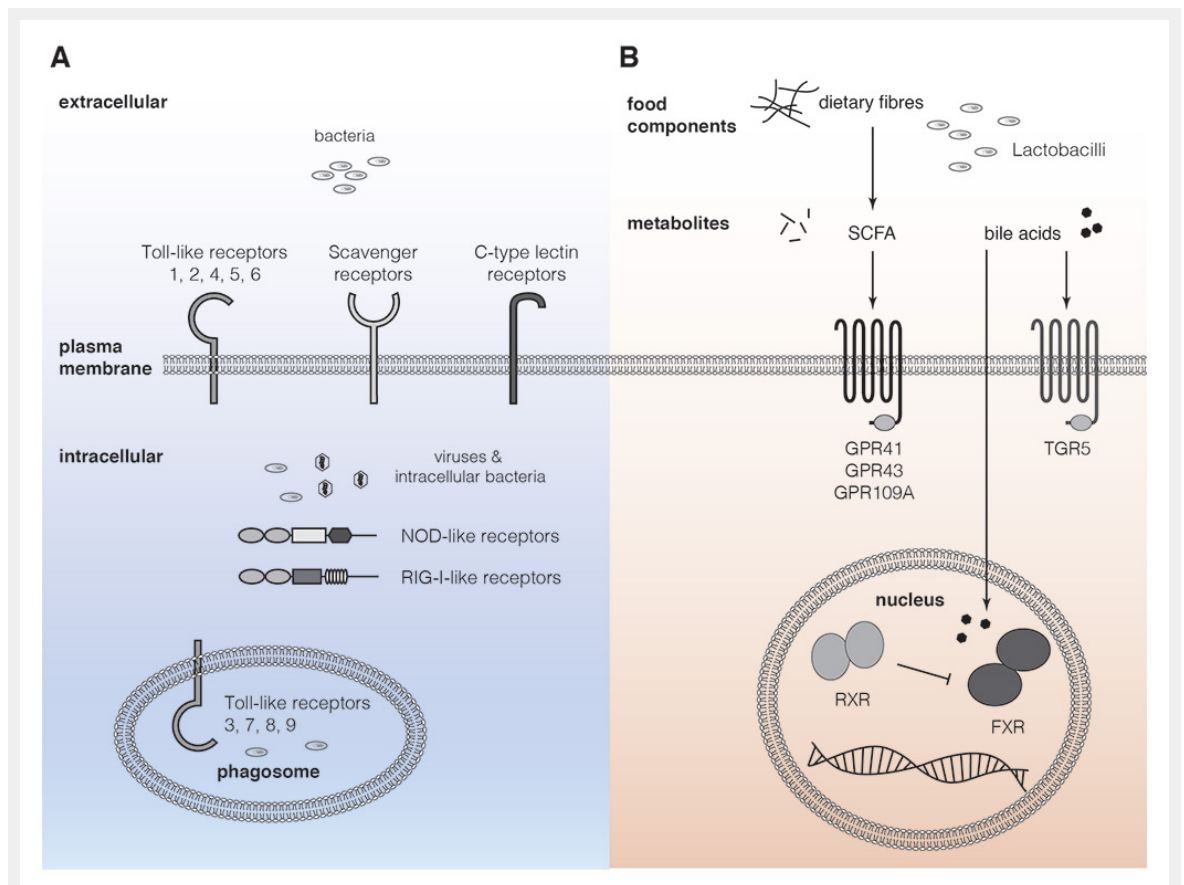 A
extracellular
bacteria
Toll-like receptors
1, 2, 4, 5, 6
Scavenger
receptors
C-type lectin
receptors
plasma
membrane
intracellular
viruses &
intracellular bacteria
NOD-like receptors
RIG-I-like receptors
Toll-like receptors
3, 7, 8, 9
phagosome
B
food
components
dietary fibres
Lactobacilli
metabolites
SCFA
bile acids
GPR41
GPR43
GPR109A
TGR5
nucleus
RXR
FXR